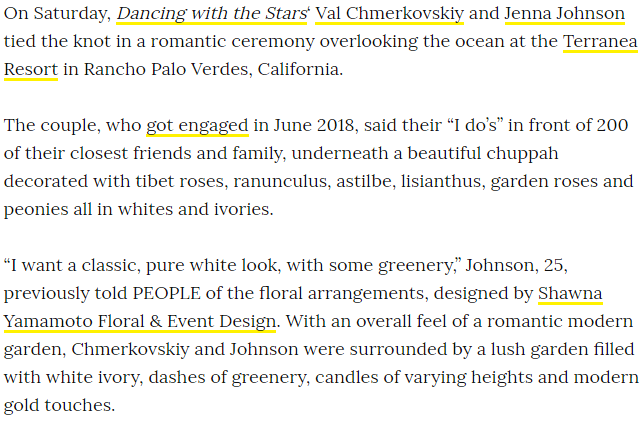 On Saturday, Dancing with the Stars‘ Val Chmerkovskiy and Jenna Johnson
tied the knot in a romantic ceremony overlooking the ocean at the Terranea
Resort in Rancho Palo Verdes, California.
The couple, who got engaged in June 2018, said their “I do’s” in front of 200
of their closest friends and family, underneath a beautiful chuppah
decorated with tibet roses, ranunculus, astilbe, lisianthus, garden roses and
peonies all in whites and ivories.
“I want a classic, pure white look, with some greenery,” Johnson, 25,
previously told PEOPLE of the floral arrangements, designed by Shawna
Yamamoto Floral & Event Design. With an overall feel of a romantic modern
garden, Chmerkovskiy and Johnson were surrounded by a lush garden filled
with white ivory, dashes of greenery, candles of varying heights and modern
gold touches.